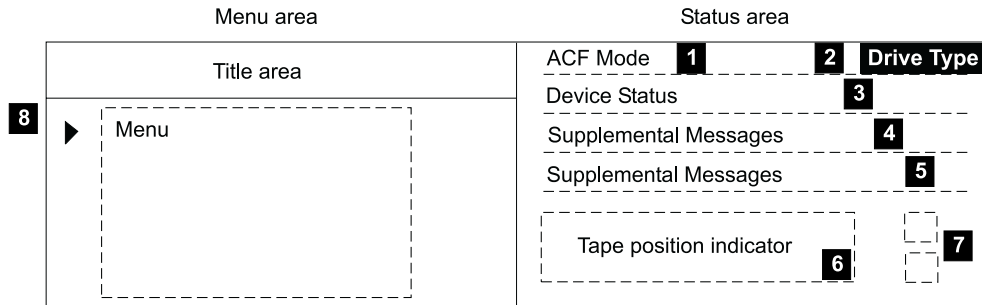 Menu area
Status area
Title area
ACF Mode 1 2 Drive Type
Device Status 3
8
Menu
Supplemental Messages 4
Supplemental Messages 5
Tape position indicator 6
7